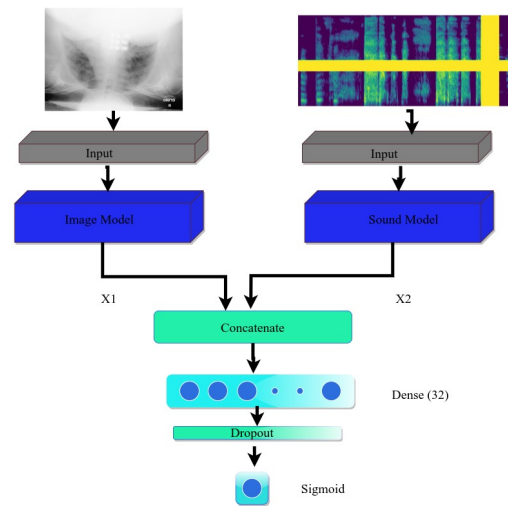 Input
Input
Image Model
Sound Model
X1
X2
Concatenate
Dense (32)
Dropout
Sigmoid